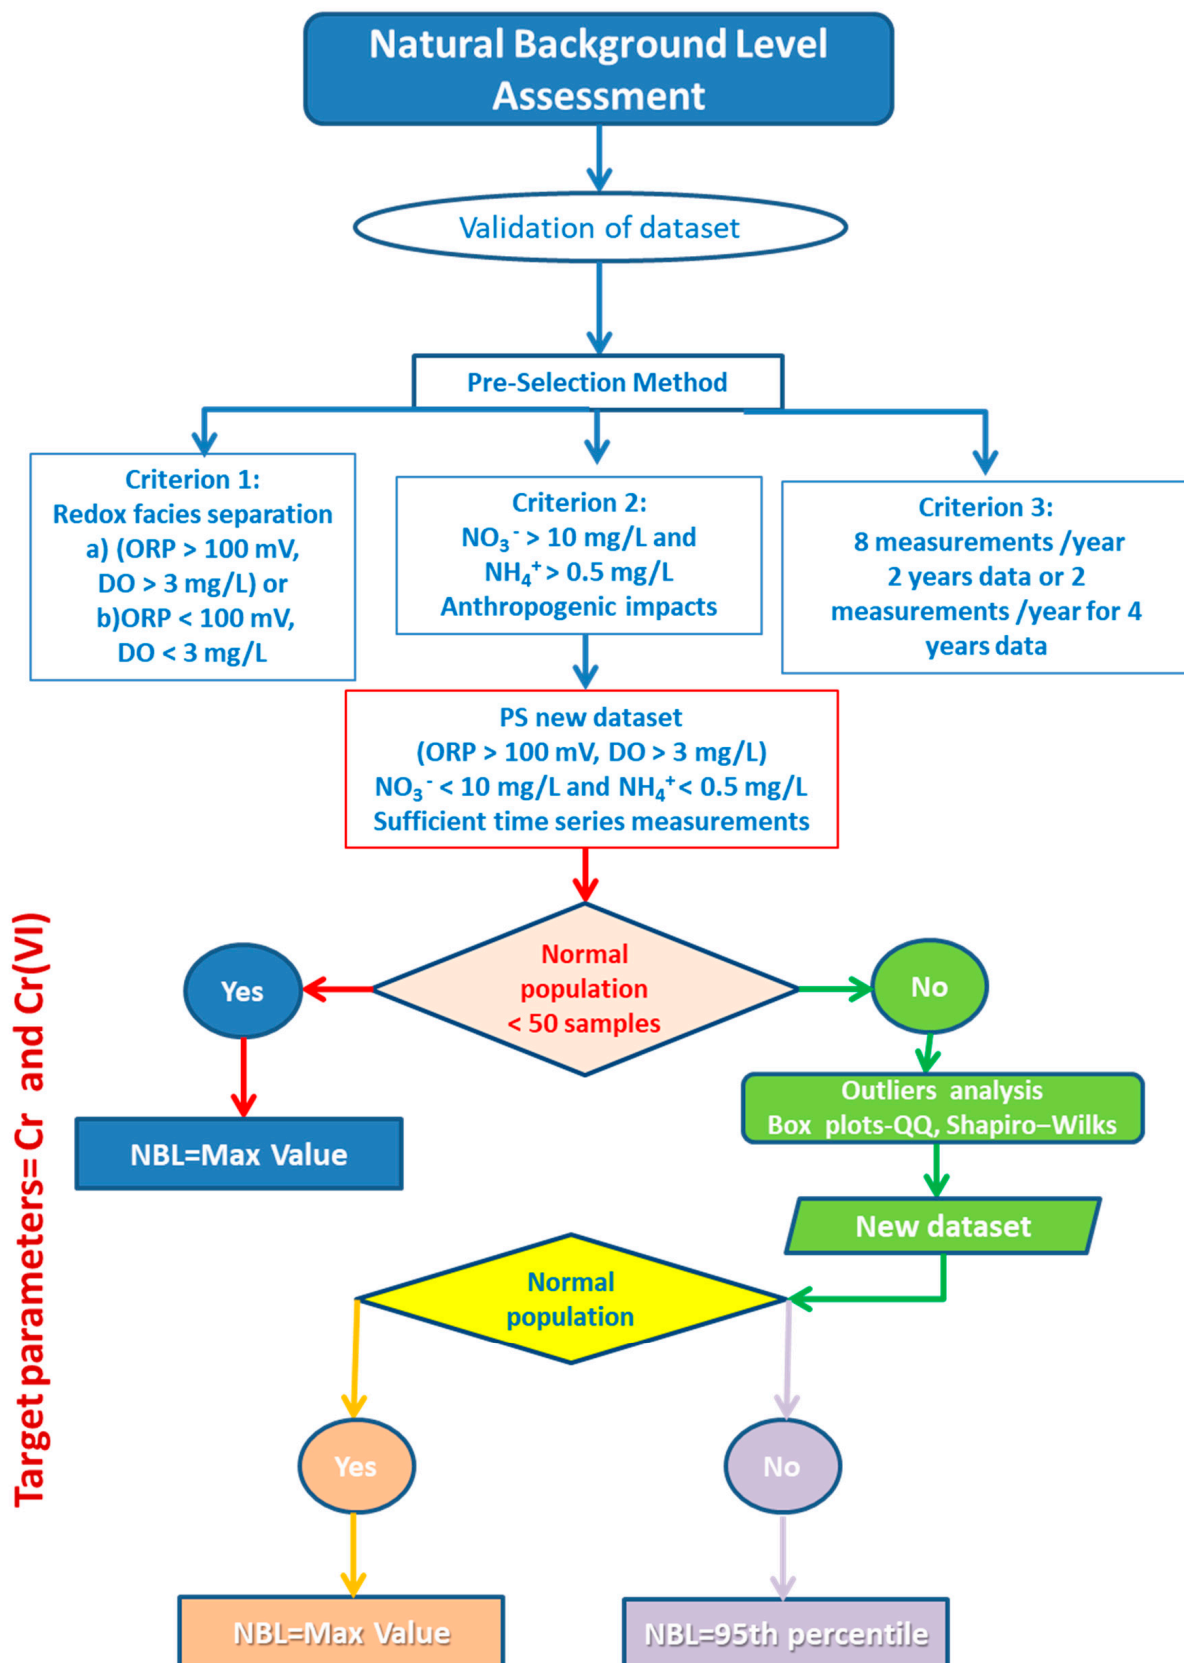 Natural Background Level
Assessment
Validation of dataset
Pre-Selection Method
Criterion 1:
Redox facies separation
a) (ORP > 100 mV,
DO > 3 mg/L) or
b)ORP < 100 mV,
DO < 3 mg/L
Criterion 2:
NO₃⁻ > 10 mg/L and
NH₄⁺ > 0.5 mg/L
Anthropogenic impacts
Criterion 3:
8 measurements /year
2 years data or 2
measurements /year for 4
years data
PS new dataset
(ORP > 100 mV, DO > 3 mg/L)
NO₃⁻ < 10 mg/L and NH₄⁺ < 0.5 mg/L
Sufficient time series measurements
Target parameters= Cr and Cr(VI)
Normal
population
< 50 samples
Yes
No
NBL=Max Value
Outliers analysis
Box plots-QQ, Shapiro–Wilks
New dataset
Normal
population
Yes
No
NBL=Max Value
NBL=95th percentile